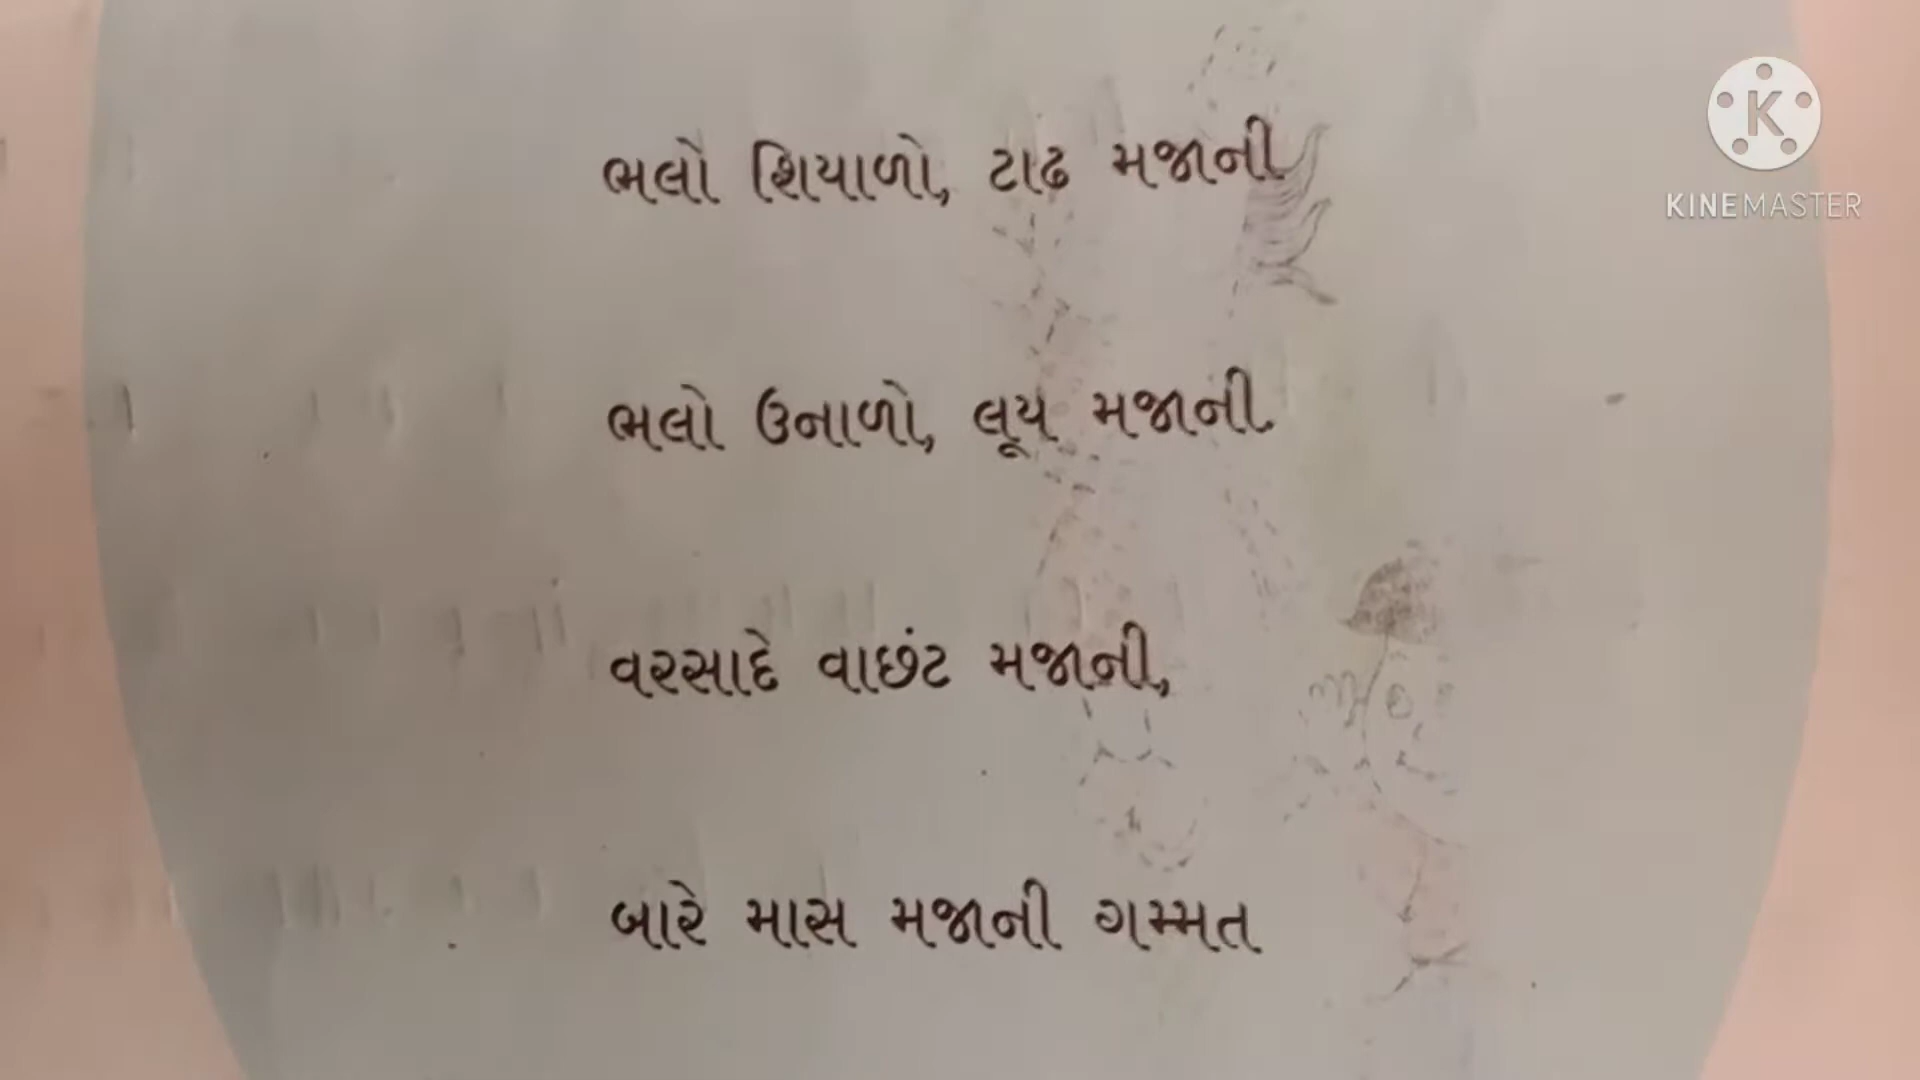 ભલો શિયાળો, ટાઢ મજાની
KINEMASTER
ભલો ઉનાળો, લૂય મજાની.
વરસાદે વાછંટ મજાની,
બારે માસ મજાની ગમ્મત